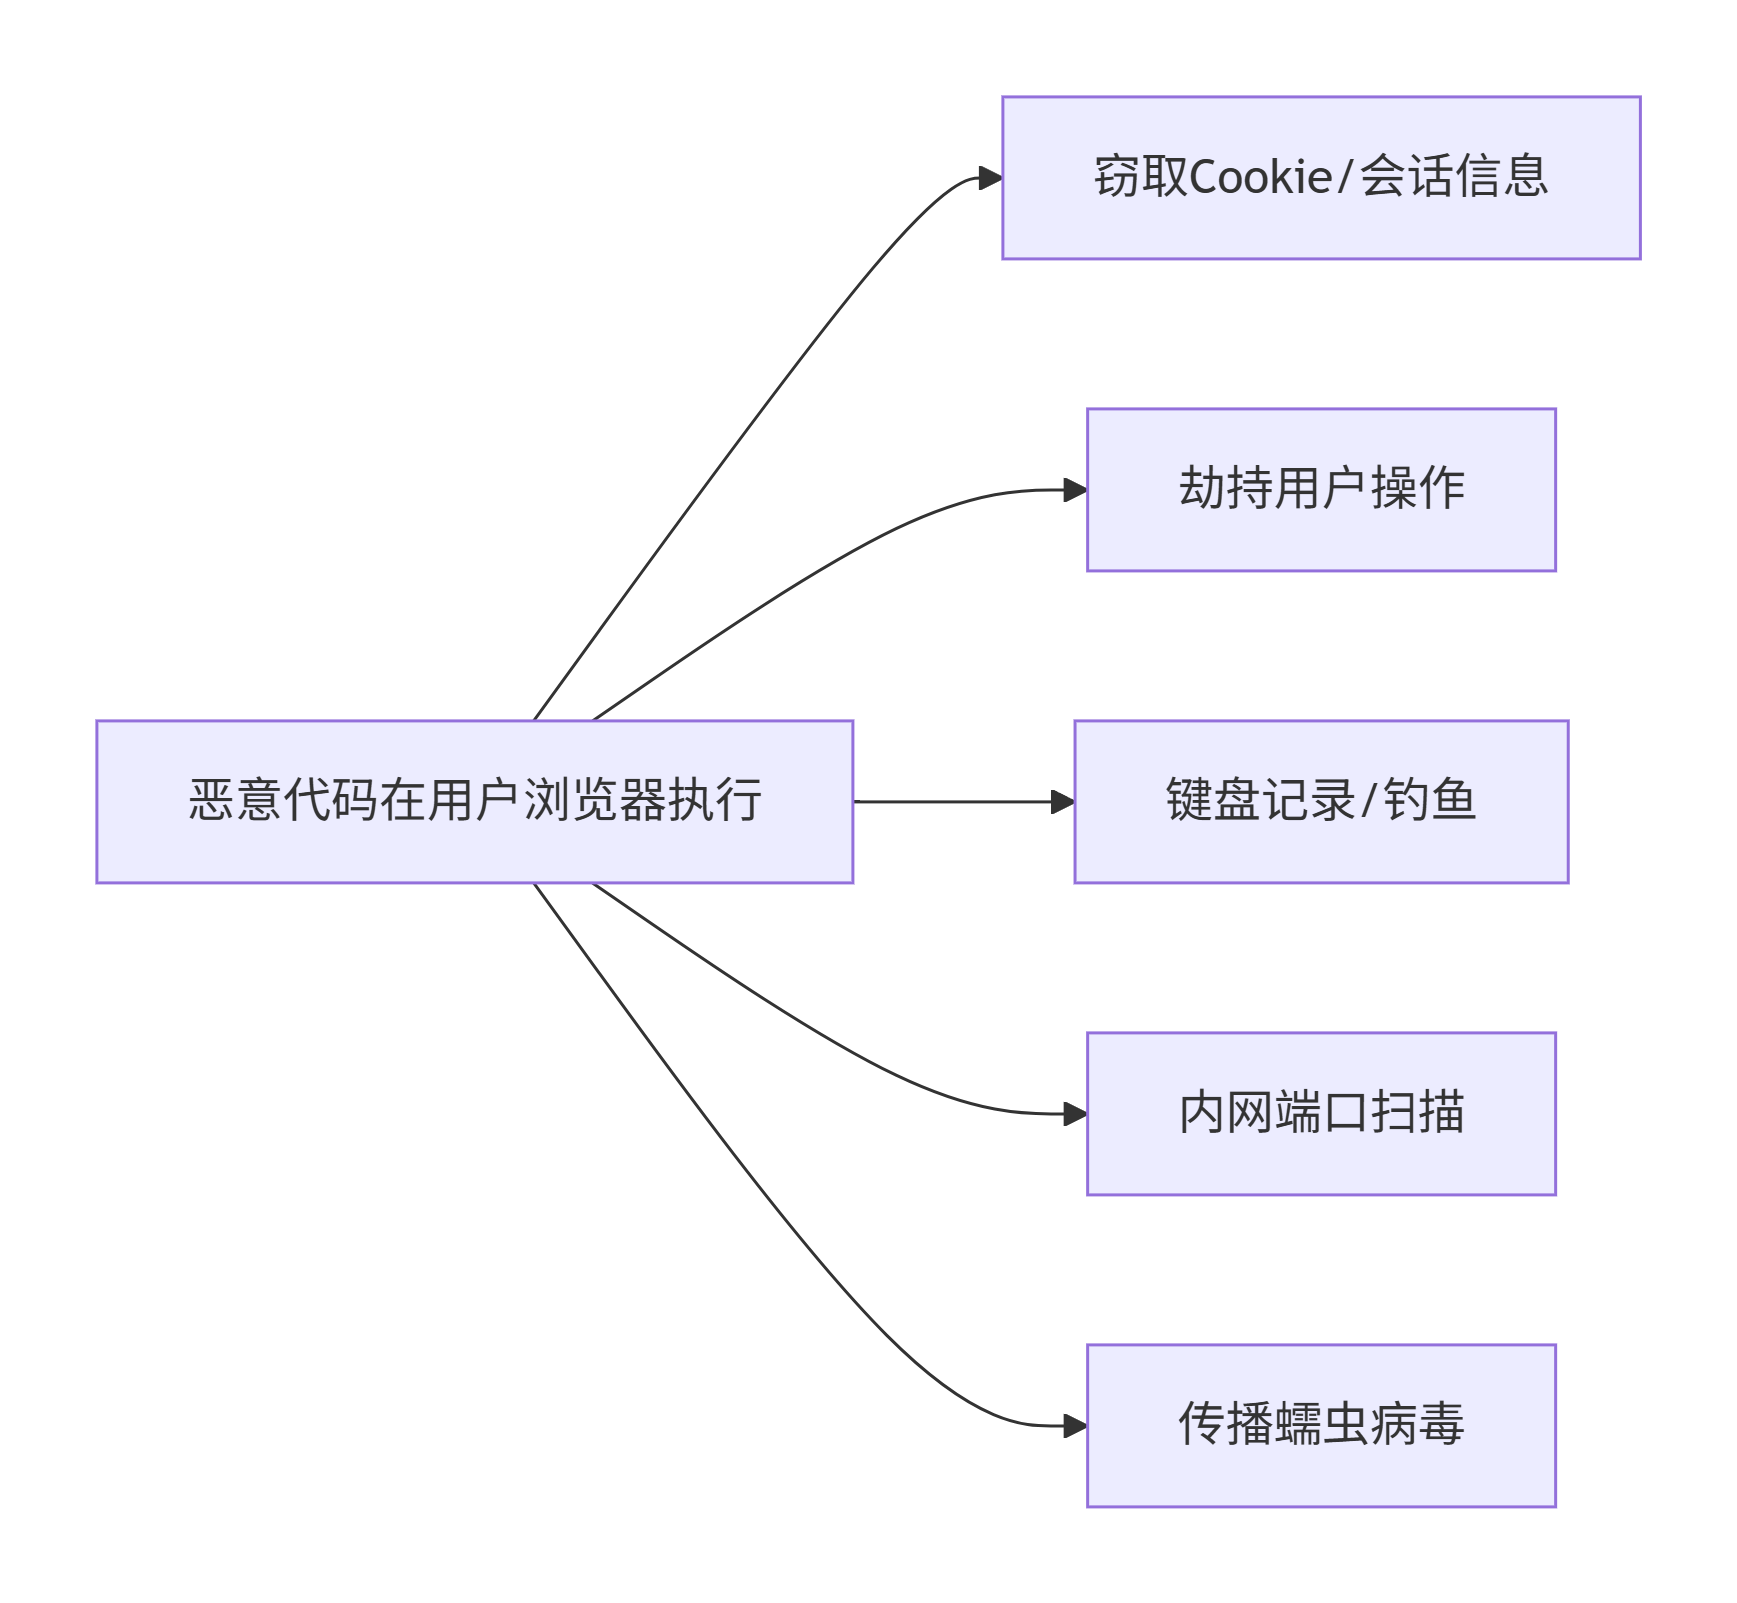 窃取Cookie/会话信息
劫持用户操作
恶意代码在用户浏览器执行
键盘记录/钓鱼
内网端口扫描
传播蠕虫病毒